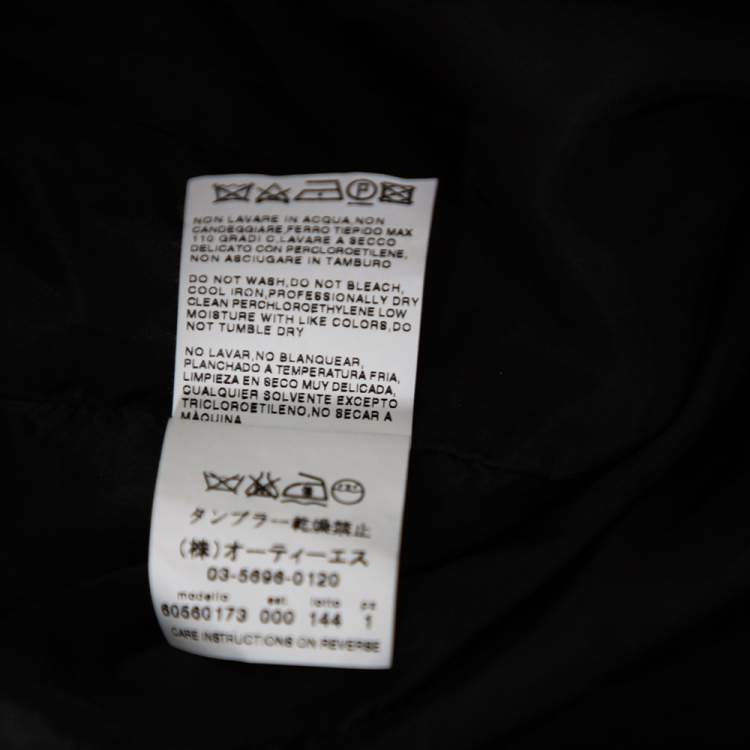 NON LAVARE IN ACQUA,NON
CANDEGGIARE,FERRO TIEPIDO MAX
110 GRADI C,LAVARE A SECCO
DELICATO CON PERCLOROETILENE,
NON ASCIUGARE IN TAMBURO
DO NOT WASH,DO NOT BLEACH,
COOL IRON,PROFESSIONALLY DRY
CLEAN PERCHLOROETHYLENE LOW
MOISTURE WITH LIKE COLORS,DO
NOT TUMBLE DRY
NO LAVAR,NO BLANQUEAR,
PLANCHADO A TEMPERATURA FRIA,
LIMPIEZA EN SECO MUY DELICADA,
CUALQUIER SOLVENTE EXCEPTO
TRICLOROETILENO,NO SECAR A
MÀQUINA
タンブラー乾燥禁止
(株)オーティーエス
03-5696-0120
modello est. lotto pz
60560173 000 144 1
CARE INSTRUCTIONS ON REVERSE